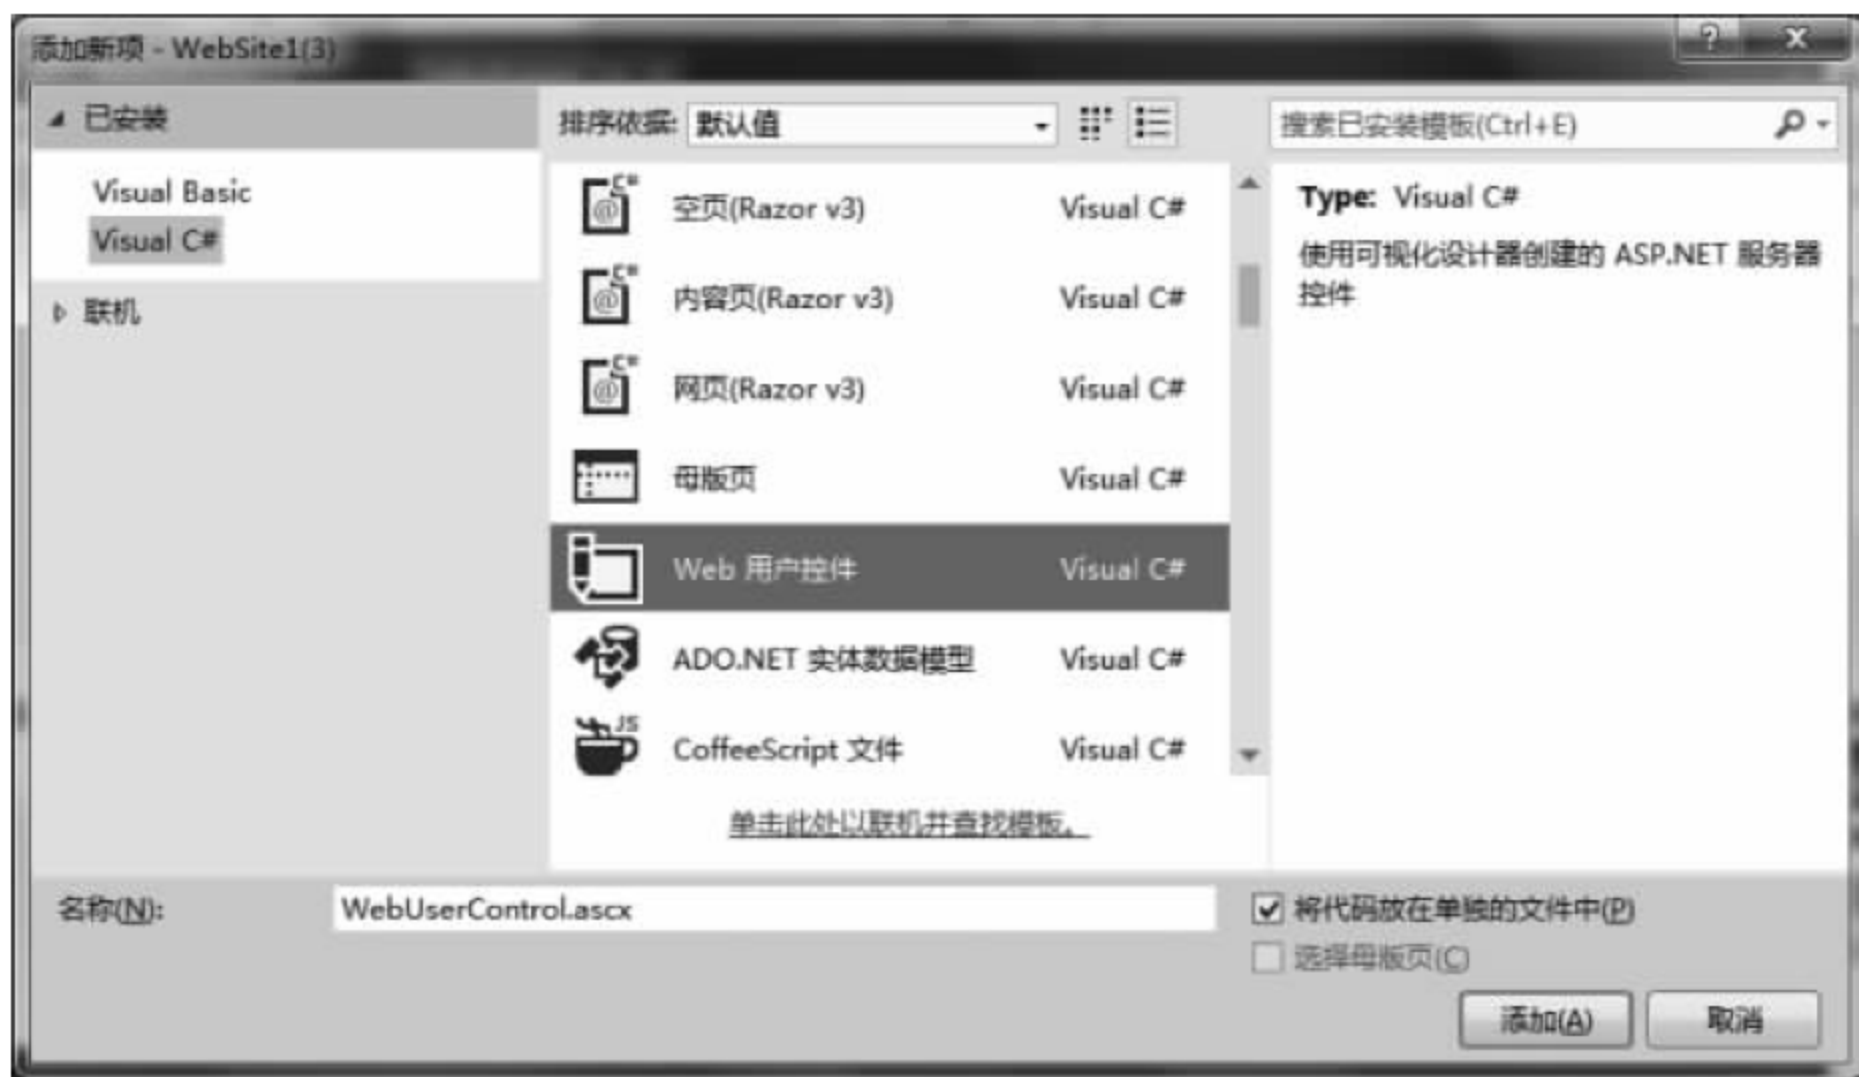 添加新项 - WebSite1(3)
已安装
Visual Basic
Visual C#
联机
排序依据: 默认值
搜索已安装模板(Ctrl+E)
空页(Razor v3) Visual C#
内容页(Razor v3) Visual C#
网页(Razor v3) Visual C#
母版页 Visual C#
Web 用户控件 Visual C#
ADO.NET 实体数据模型 Visual C#
CoffeeScript 文件 Visual C#
单击此处以联机并查找模板。
Type: Visual C#
使用可视化设计器创建的 ASP.NET 服务器
控件
名称(N): WebUserControl.ascx
将代码放在单独的文件中(P)
选择母版页(C)
添加(A) 取消